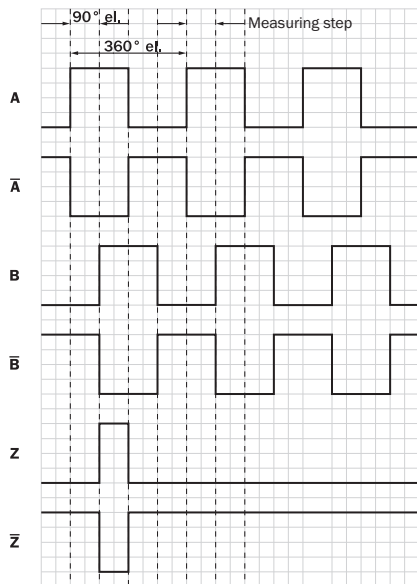 90° el.
Measuring step
360° el.
A
A̅
B
B̅
Z
Z̅